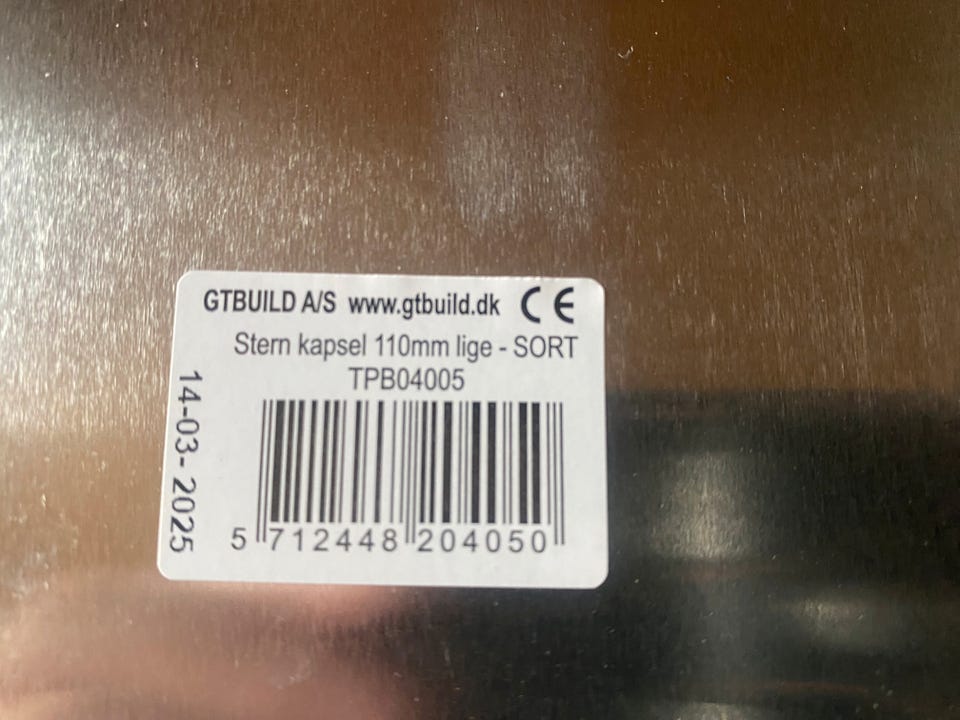 GTBUILD A/S www.gtbuild.dk CE
Stern kapsel 110mm lige - SORT
TPB04005
14-03- 2025
5 712448 204050